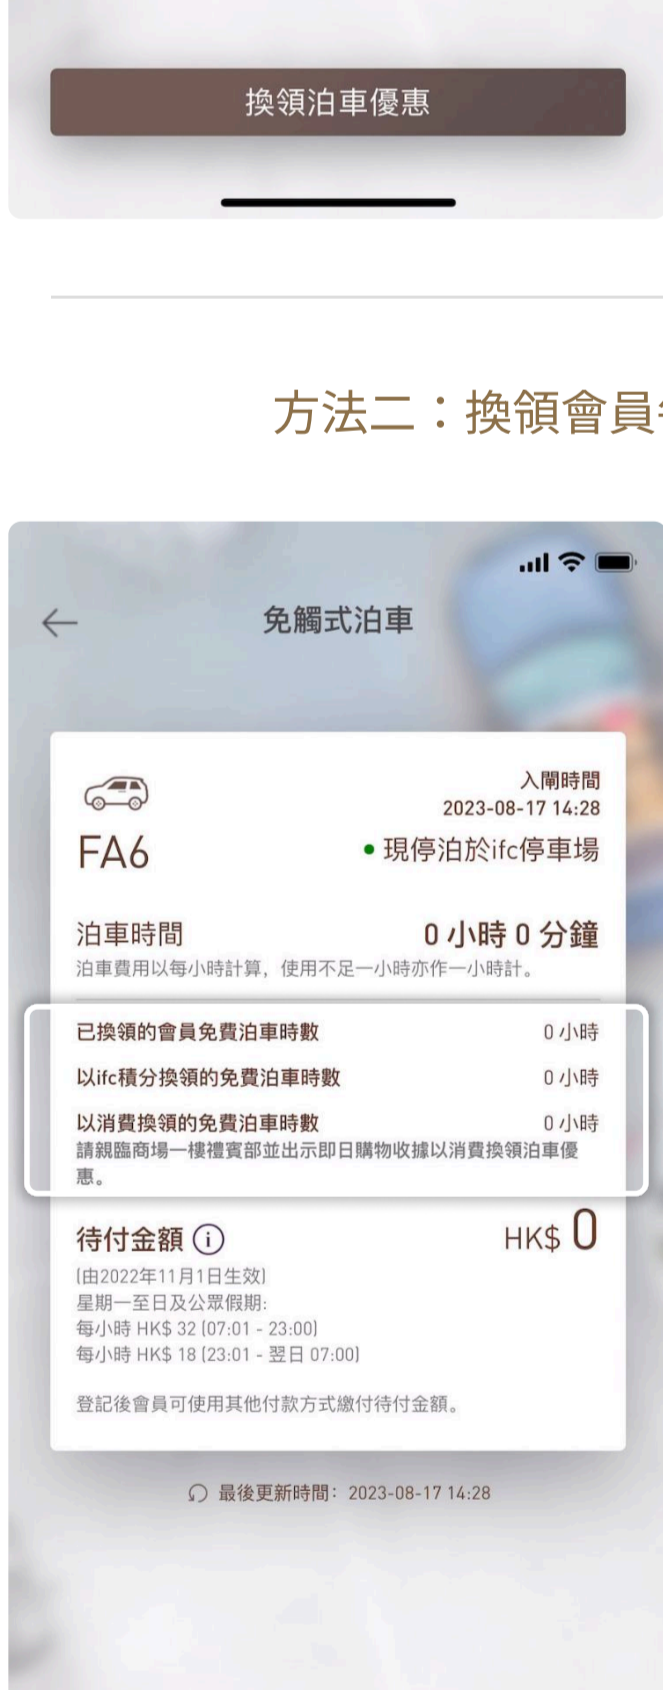 換領泊車優惠
方法二：換領會員
免觸式泊車
入閘時間
2023-08-17 14:28
FA6
現停泊於ifc停車場
泊車時間 0 小時 0 分鐘
泊車費用以每小時計算，使用不足一小時亦作一小時計。
已換領的會員免費泊車時數 0 小時
以ifc積分換領的免費泊車時數 0 小時
以消費換領的免費泊車時數 0 小時
請親臨商場一樓禮賓部並出示即日購物收據以消費換領泊車優
惠。
待付金額 i HK$ 0
(由2022年11月1日生效)
星期一至日及公眾假期:
每小時 HK$ 32 (07:01 - 23:00)
每小時 HK$ 18 (23:01 - 翌日 07:00)
登記後會員可使用其他付款方式繳付待付金額。
最後更新時間：2023-08-17 14:28